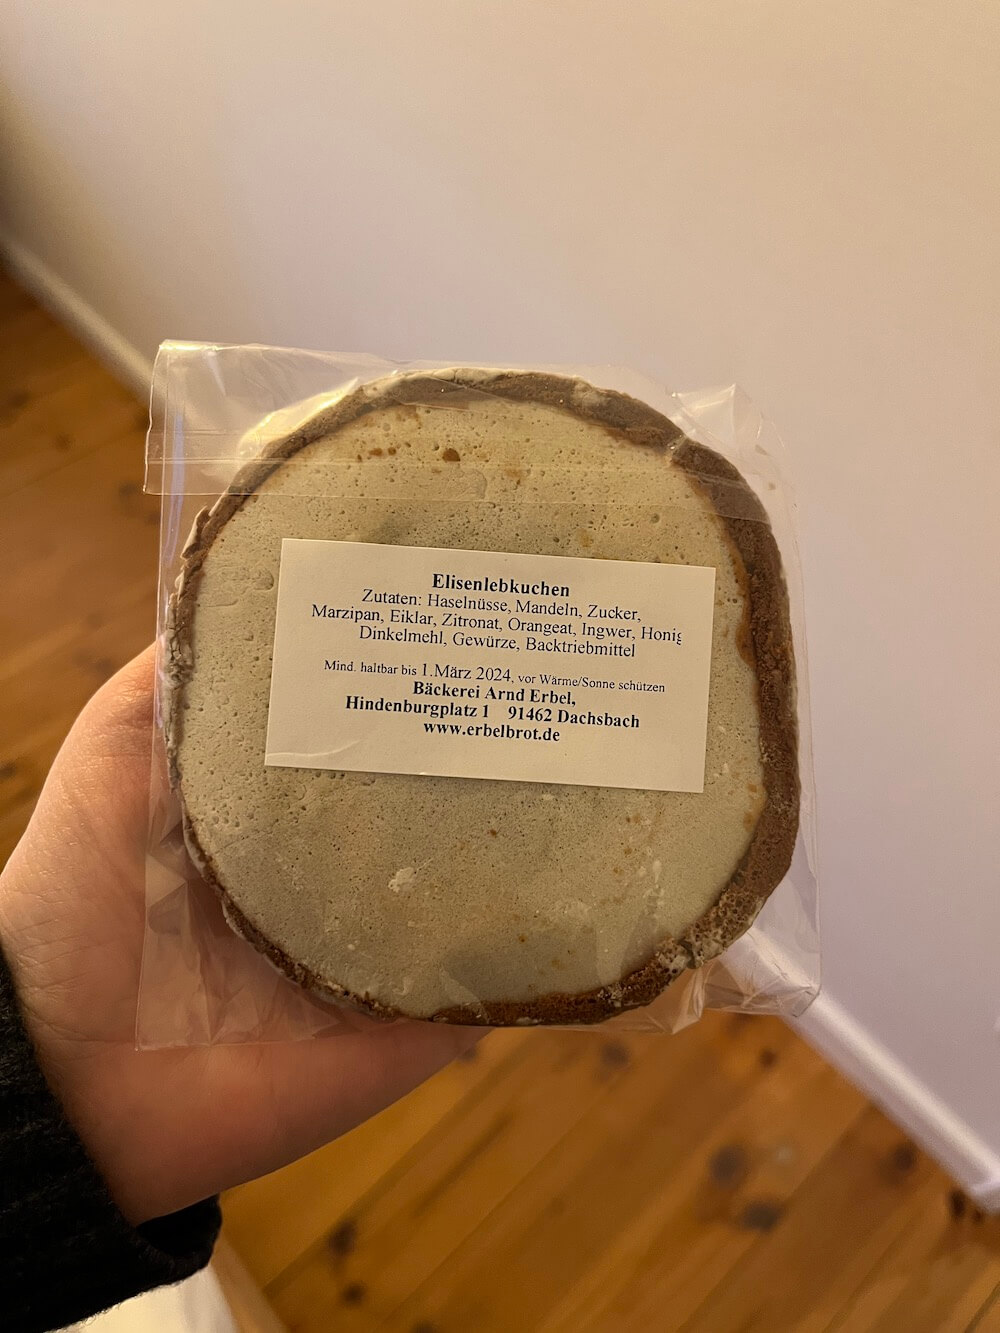 Elisenlebkuchen
Zutaten: Haselnüsse, Mandeln, Zucker,
Marzipan, Eiklar, Zitronat, Orangeat, Ingwer, Honig
Dinkelmehl, Gewürze, Backtriebmittel
Mind. haltbar bis 1.März 2024, vor Wärme/Sonne schützen
Bäckerei Arnd Erbel,
Hindenburgplatz 1 91462 Dachsbach
www.erbelbrot.de